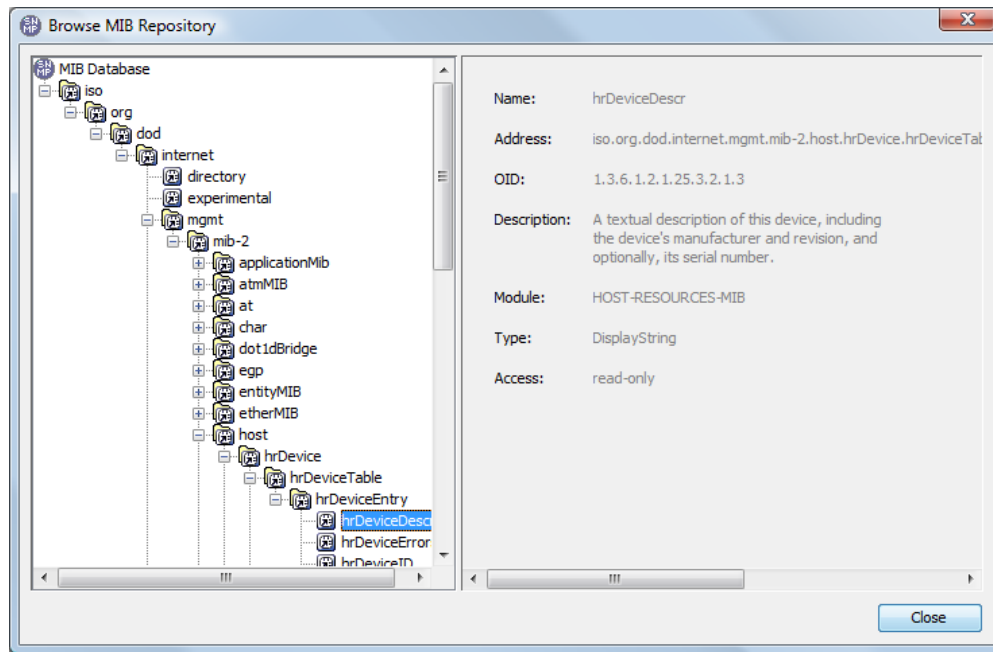 Browse MIB Repository
MIB Database
iso
org
dod
internet
directory
experimental
mgmt
mib-2
applicationMib
atmMIB
at
char
dot1dBridge
egp
entityMIB
etherMIB
host
hrDevice
hrDeviceTable
hrDeviceEntry
hrDeviceDescr
hrDeviceError
hrDeviceID
Name: hrDeviceDescr
Address: iso.org.dod.internet.mgmt.mib-2.host.hrDevice.hrDeviceTab
OID: 1.3.6.1.2.1.25.3.2.1.3
Description: A textual description of this device, including
the device's manufacturer and revision, and
optionally, its serial number.
Module: HOST-RESOURCES-MIB
Type: DisplayString
Access: read-only
Close